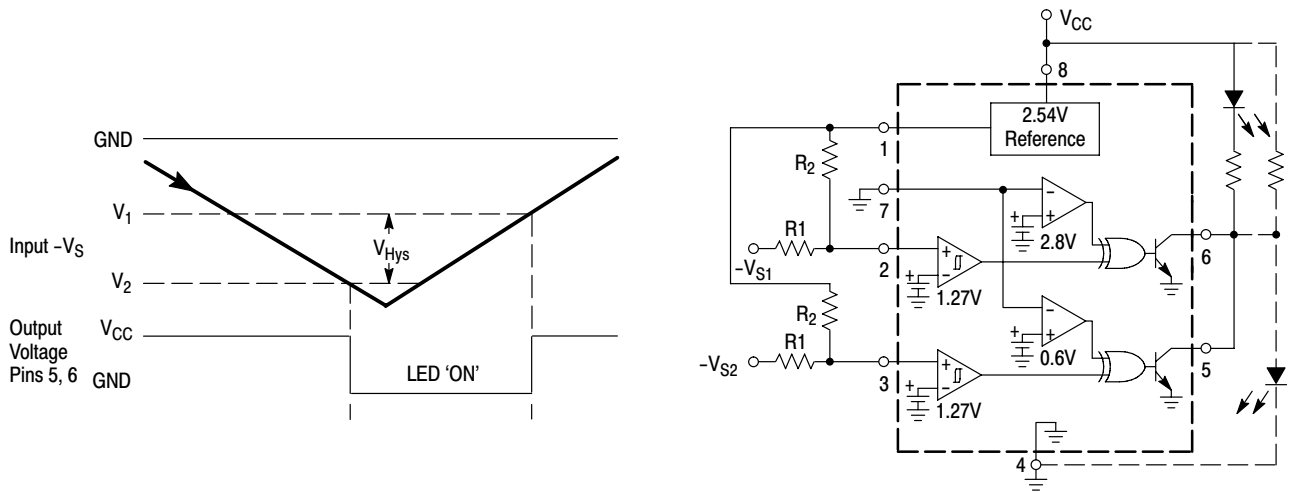 GND
V1
Input –VS
VHys
V2
Output
Voltage
Pins 5, 6
VCC
GND
LED ‘ON’
VCC
8
2.54V
Reference
1
R2
7
–
+
+
2.8V
6
R1
–VS1
2
+
+
–
1.27V
R2
–
+
+
0.6V
5
R1
–VS2
3
+
+
–
1.27V
4